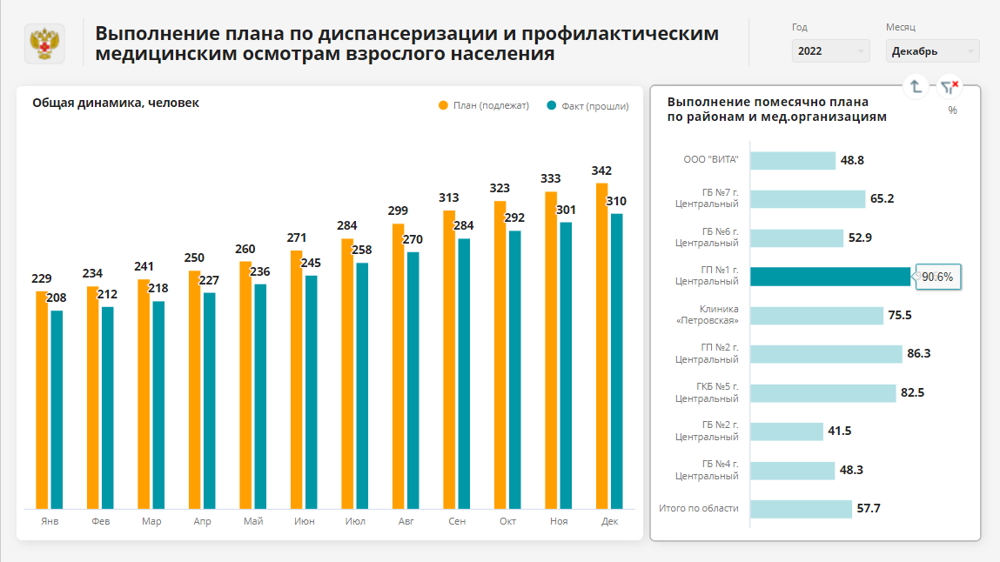 Выполнение плана по диспансеризации и профилактическим
медицинским осмотрам взрослого населения
Год
Месяц
2022
Декабрь
Общая динамика, человек
План (подлежат)
Факт (прошли)
229
208
234
212
241
218
250
227
260
236
271
245
284
258
299
270
313
284
323
292
333
301
342
310
Янв
Фев
Мар
Апр
Май
Июн
Июл
Авг
Сен
Окт
Ноя
Дек
Выполнение помесячно плана
по районам и мед.организациям
%
ООО "ВИТА"
48.8
ГБ №7 г.
Центральный
65.2
ГБ №6 г.
Центральный
52.9
ГП №1 г.
Центральный
90.6%
Клиника
«Петровская»
75.5
ГП №2 г.
Центральный
86.3
ГКБ №5 г.
Центральный
82.5
ГБ №2 г.
Центральный
41.5
ГБ №4 г.
Центральный
48.3
Итого по области
57.7